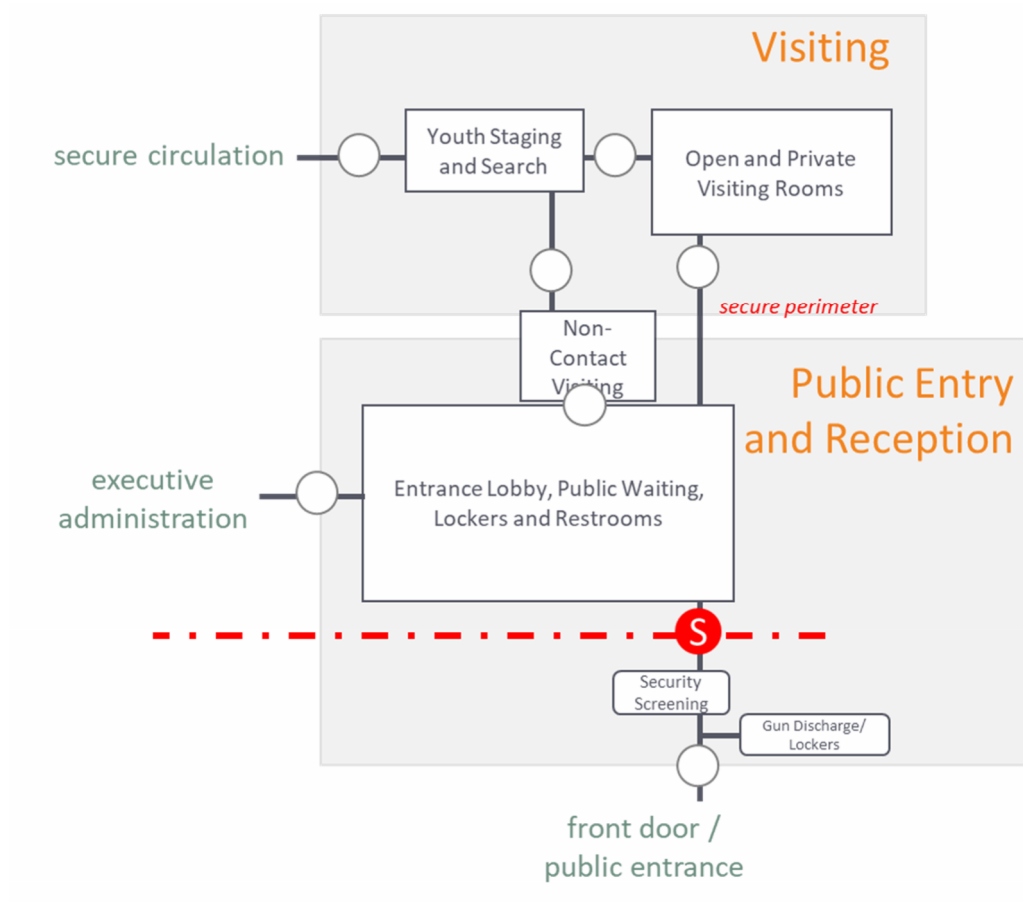 Visiting
secure circulation
Youth Staging
and Search
Open and Private
Visiting Rooms
secure perimeter
Non-
Contact
Visiting
Public Entry
and Reception
executive
administration
Entrance Lobby, Public Waiting,
Lockers and Restrooms
S
Security
Screening
Gun Discharge/
Lockers
front door /
public entrance